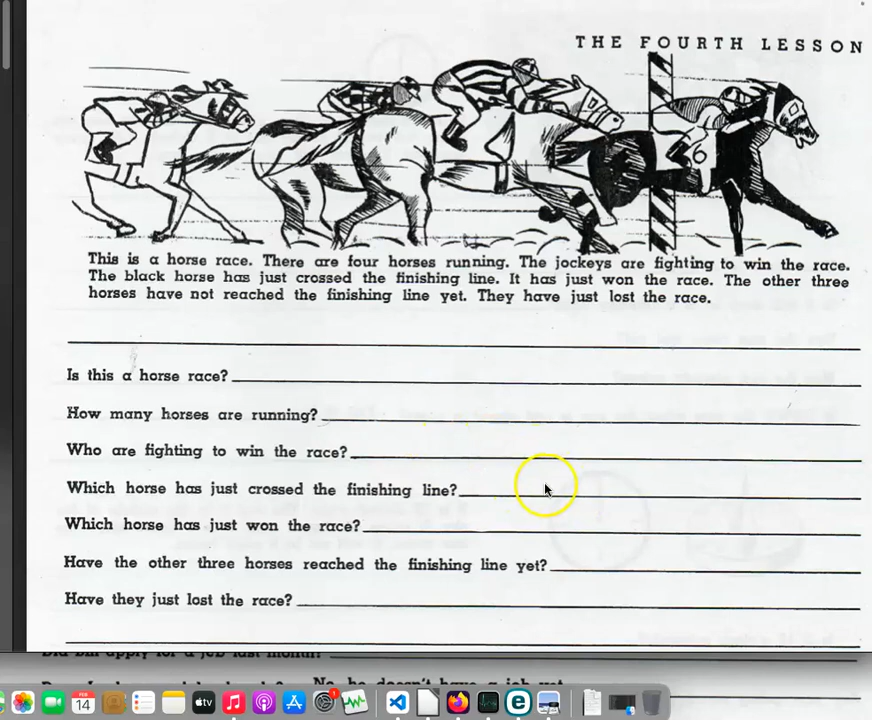 THE FOURTH LESSON
6
This is a horse race. There are four horses running. The jockeys are fighting to win the race.
The black horse has just crossed the finishing line. It has just won the race. The other three
horses have not reached the finishing line yet. They have just lost the race.
Is this a horse race?
How many horses are running?
Who are fighting to win the race?
Which horse has just crossed the finishing line?
Which horse has just won the race?
Have the other three horses reached the finishing line yet?
Have they just lost the race?
Did Bill apply for a job last month?
No, he doesn't have a job yet
tv
FEB
14
1